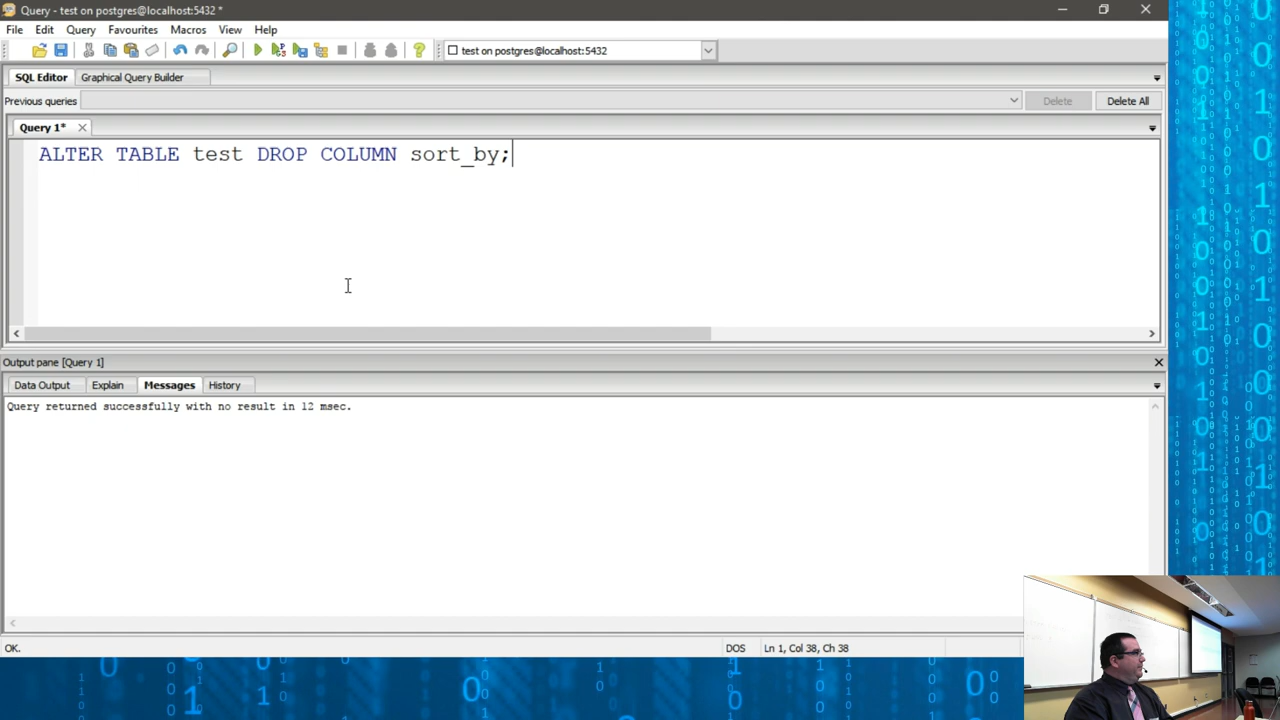 Query - test on postgres@localhost:5432 *
File Edit Query Favourites Macros View Help
test on postgres@localhost:5432
SQL Editor Graphical Query Builder
Previous queries Delete Delete All
Query 1*
ALTER TABLE test DROP COLUMN sort_by;
Output pane [Query 1]
Data Output Explain Messages History
Query returned successfully with no result in 12 msec.
OK. DOS Ln 1, Col 38, Ch 38